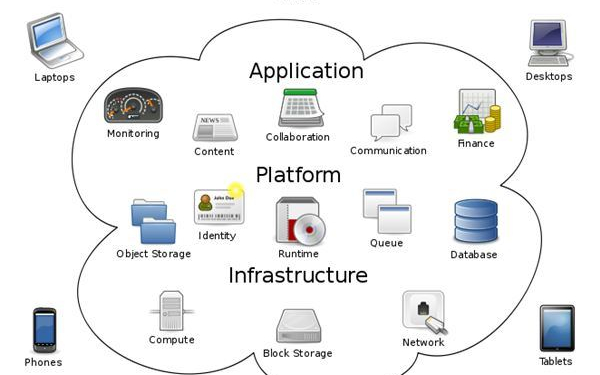 Laptops
Desktops
Application
Monitoring
NEWS
Content
Collaboration
Communication
Finance
Platform
John Doe
Object Storage
Identity
Runtime
Queue
Database
Infrastructure
Compute
Block Storage
Network
Phones
Tablets